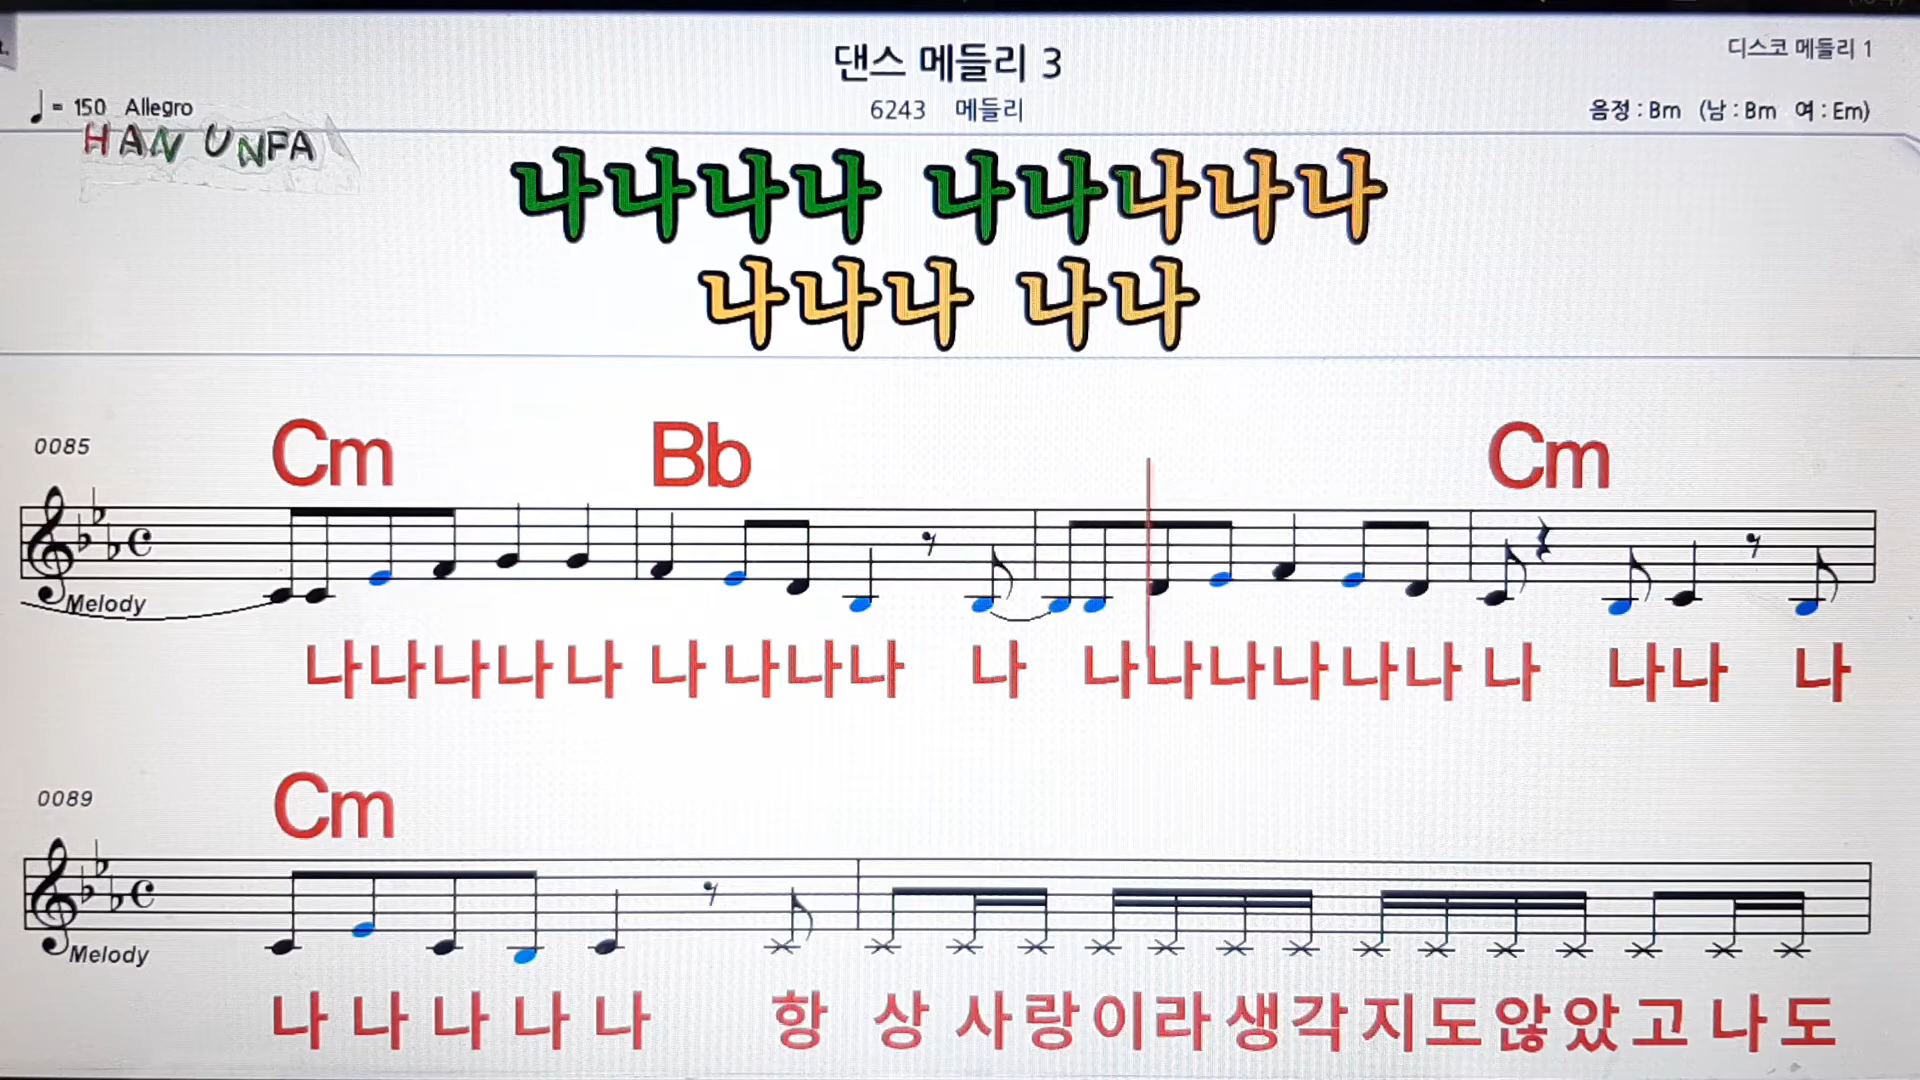 댄스 메들리 3
디스코 메들리 1
♩= 150 Allegro
6243 메들리
음정 : Bm (남 : Bm 여 : Em)
HAN UNPA
나나나나 나나나나나
나나나 나나
0085
Cm Bb Cm
Melody
나나나나나 나 나나나 나 나나나나나나 나 나나 나
0089
Cm
Melody
나 나 나 나 나 항 상 사랑이라생각지도않았고 나도